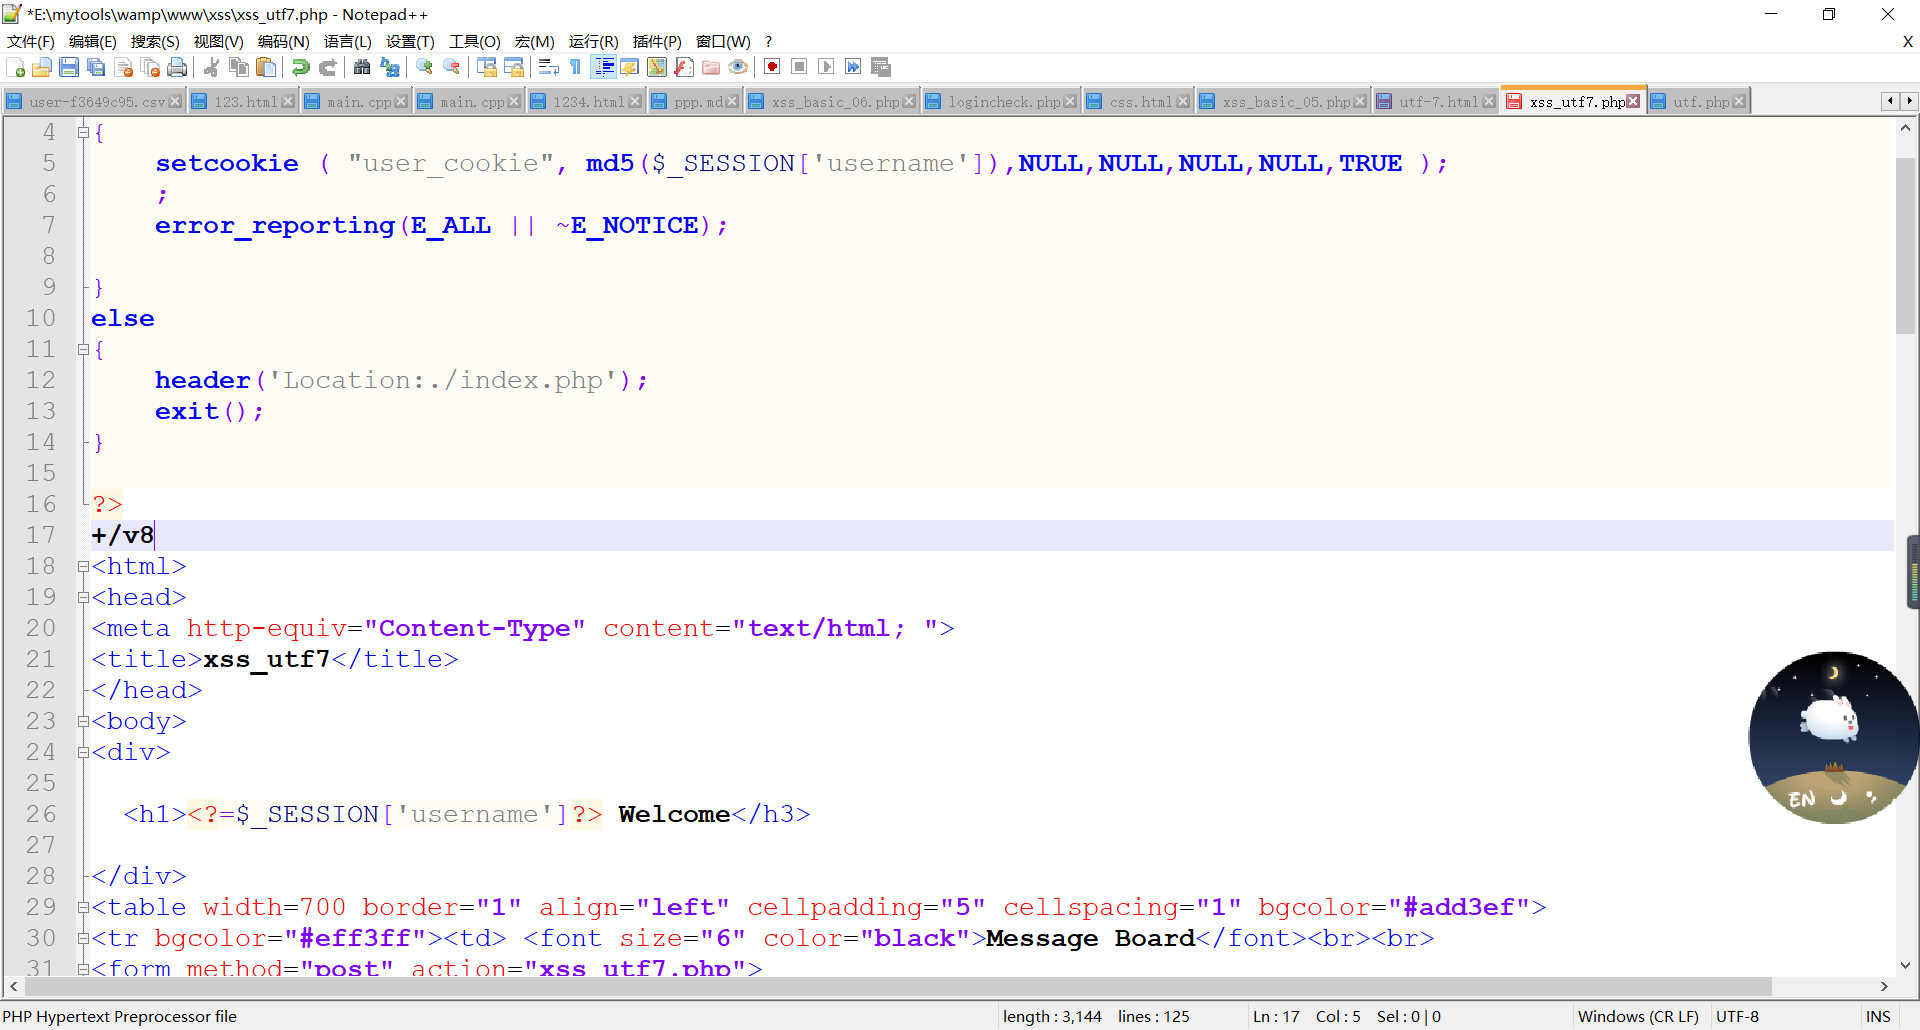 *E:\mytools\wamp\www\xss\xss_utf7.php - Notepad++
文件(F) 编辑(E) 搜索(S) 视图(V) 编码(N) 语言(L) 设置(T) 工具(O) 宏(M) 运行(R) 插件(P) 窗口(W) ? X
user-f3649c95.csv 123.html main.cpp main.cpp 1234.html ppp.md xss_basic_06.php logincheck.php css.html xss_basic_05.php utf-7.html xss_utf7.php utf.php
4 {
5 setcookie ( "user_cookie", md5($_SESSION['username']),NULL,NULL,NULL,NULL,TRUE );
6 ;
7 error_reporting(E_ALL || ~E_NOTICE);
8
9 }
10 else
11 {
12 header('Location:./index.php');
13 exit();
14 }
15
16 ?>
17 +/v8
18 <html>
19 <head>
20 <meta http-equiv="Content-Type" content="text/html; ">
21 <title>xss_utf7</title>
22 </head>
23 <body>
24 <div>
25
26 <h1><?=$_SESSION['username']?> Welcome</h3>
27
28 </div>
29 <table width=700 border="1" align="left" cellpadding="5" cellspacing="1" bgcolor="#add3ef">
30 <tr bgcolor="#eff3ff"><td> <font size="6" color="black">Message Board</font><br><br>
31 <form method="post" action="xss_utf7.php">
EN
PHP Hypertext Preprocessor file length : 3,144 lines : 125 Ln : 17 Col : 5 Sel : 0 | 0 Windows (CR LF) UTF-8 INS